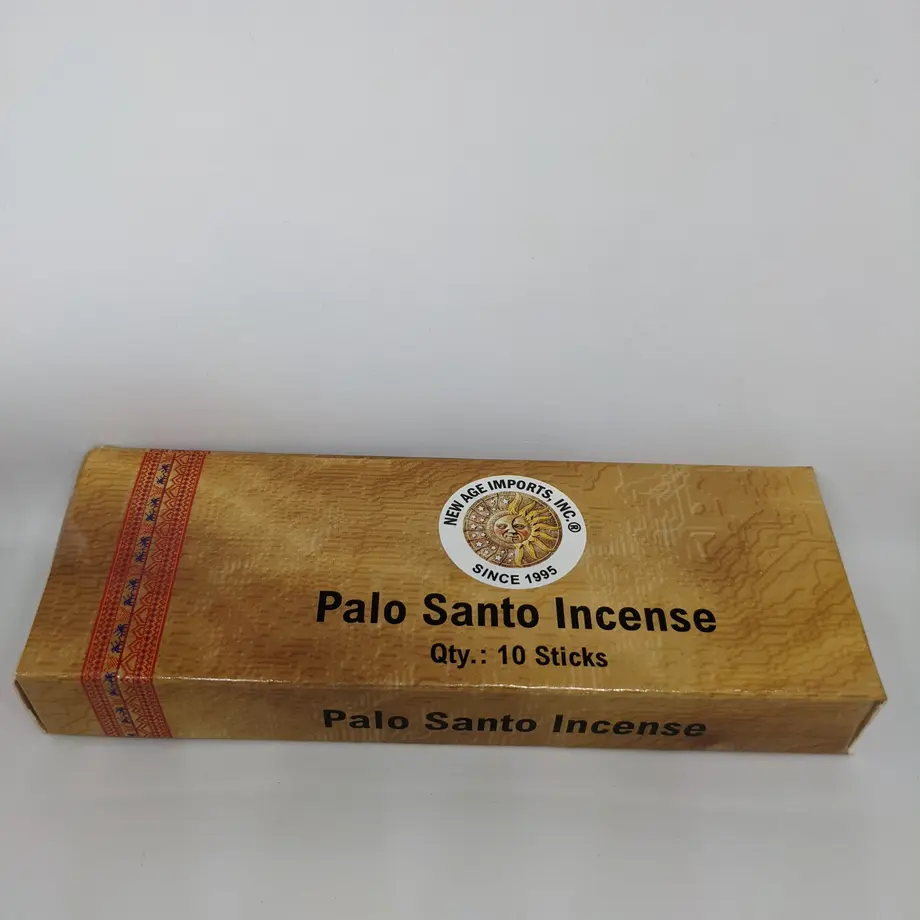 NEW AGE IMPORTS, INC.®
SINCE 1995
Palo Santo Incense
Qty.: 10 Sticks
Palo Santo Incense